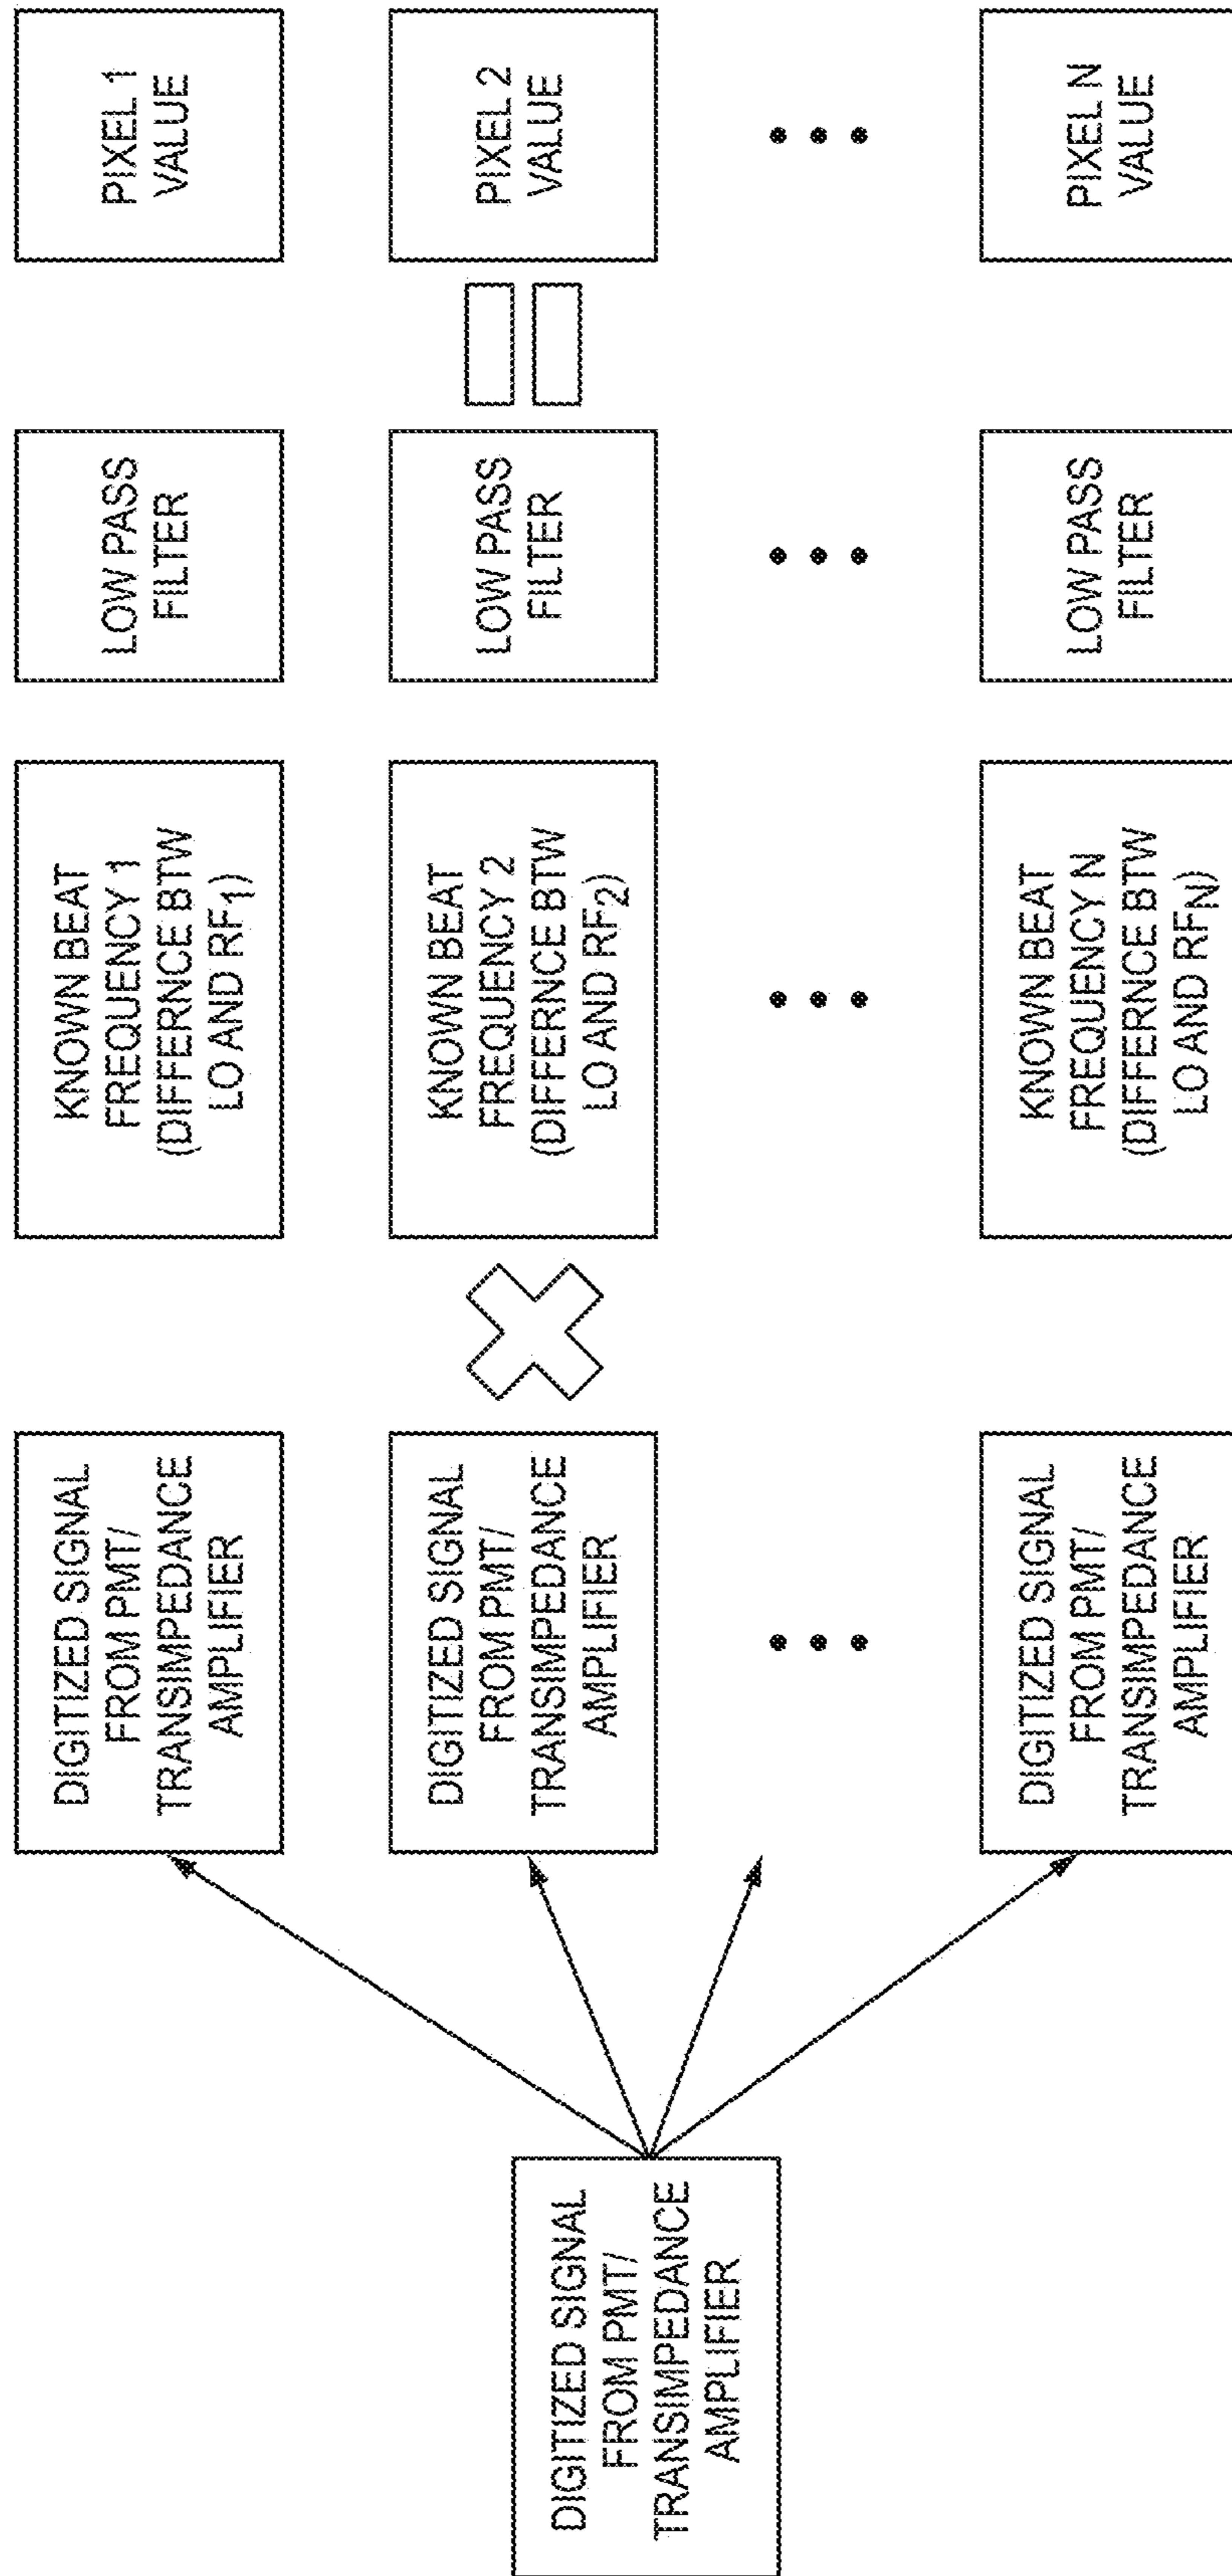 DIGITIZED SIGNAL
FROM PMT/
TRANSIMPEDANCE
AMPLIFIER
DIGITIZED SIGNAL
FROM PMT/
TRANSIMPEDANCE
AMPLIFIER
KNOWN BEAT
FREQUENCY 1
(DIFFERNCE BTW
LO AND RF1)
LOW PASS
FILTER
PIXEL 1
VALUE
DIGITIZED SIGNAL
FROM PMT/
TRANSIMPEDANCE
AMPLIFIER
KNOWN BEAT
FREQUENCY 2
(DIFFERNCE BTW
LO AND RF2)
LOW PASS
FILTER
PIXEL 2
VALUE
DIGITIZED SIGNAL
FROM PMT/
TRANSIMPEDANCE
AMPLIFIER
KNOWN BEAT
FREQUENCY N
(DIFFERNCE BTW
LO AND RFN)
LOW PASS
FILTER
PIXEL N
VALUE